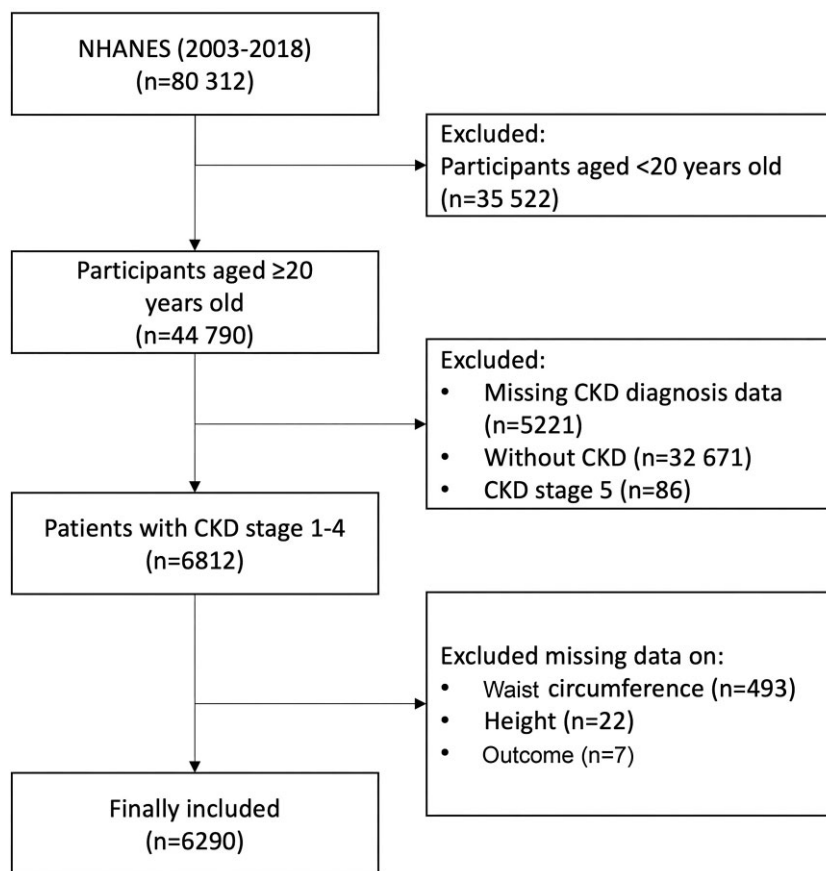 NHANES (2003-2018)
(n=80 312)
Excluded:
Participants aged <20 years old
(n=35 522)
Participants aged ≥20
years old
(n=44 790)
Excluded:
• Missing CKD diagnosis data
(n=5221)
• Without CKD (n=32 671)
• CKD stage 5 (n=86)
Patients with CKD stage 1-4
(n=6812)
Excluded missing data on:
• Waist circumference (n=493)
• Height (n=22)
• Outcome (n=7)
Finally included
(n=6290)